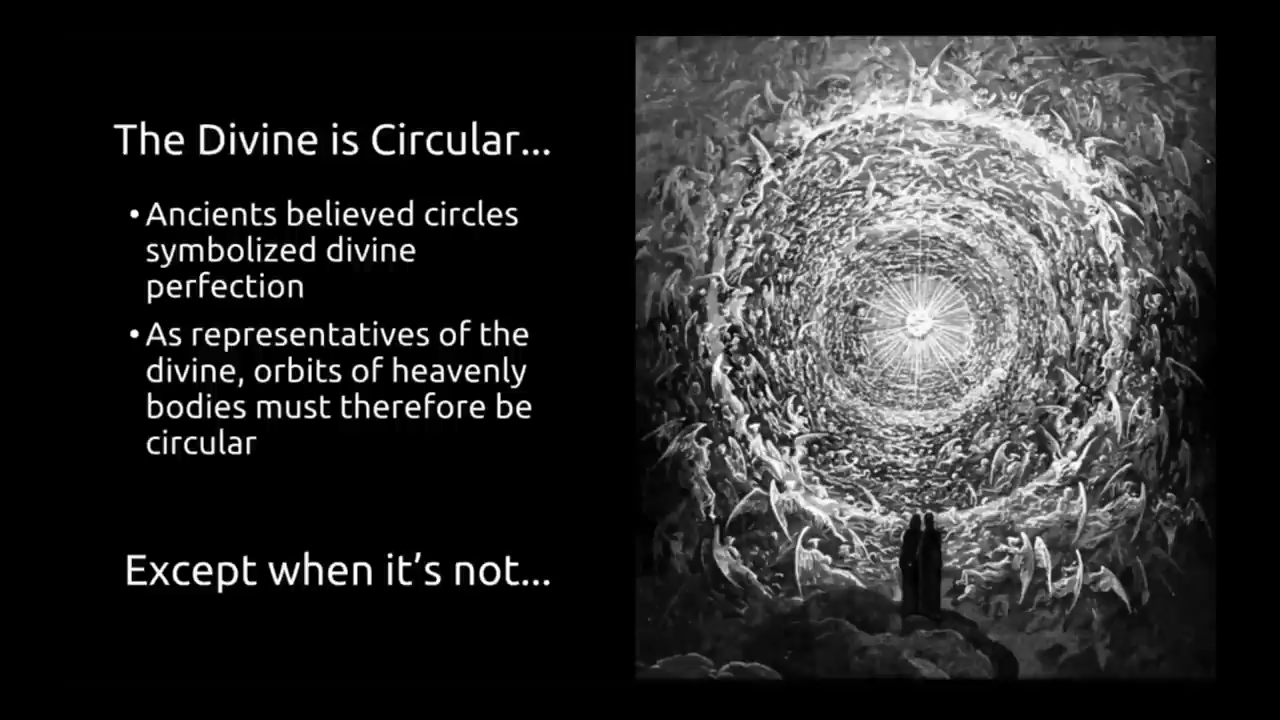 The Divine is Circular...
•Ancients believed circles
symbolized divine
perfection
•As representatives of the
divine, orbits of heavenly
bodies must therefore be
circular
Except when it’s not...